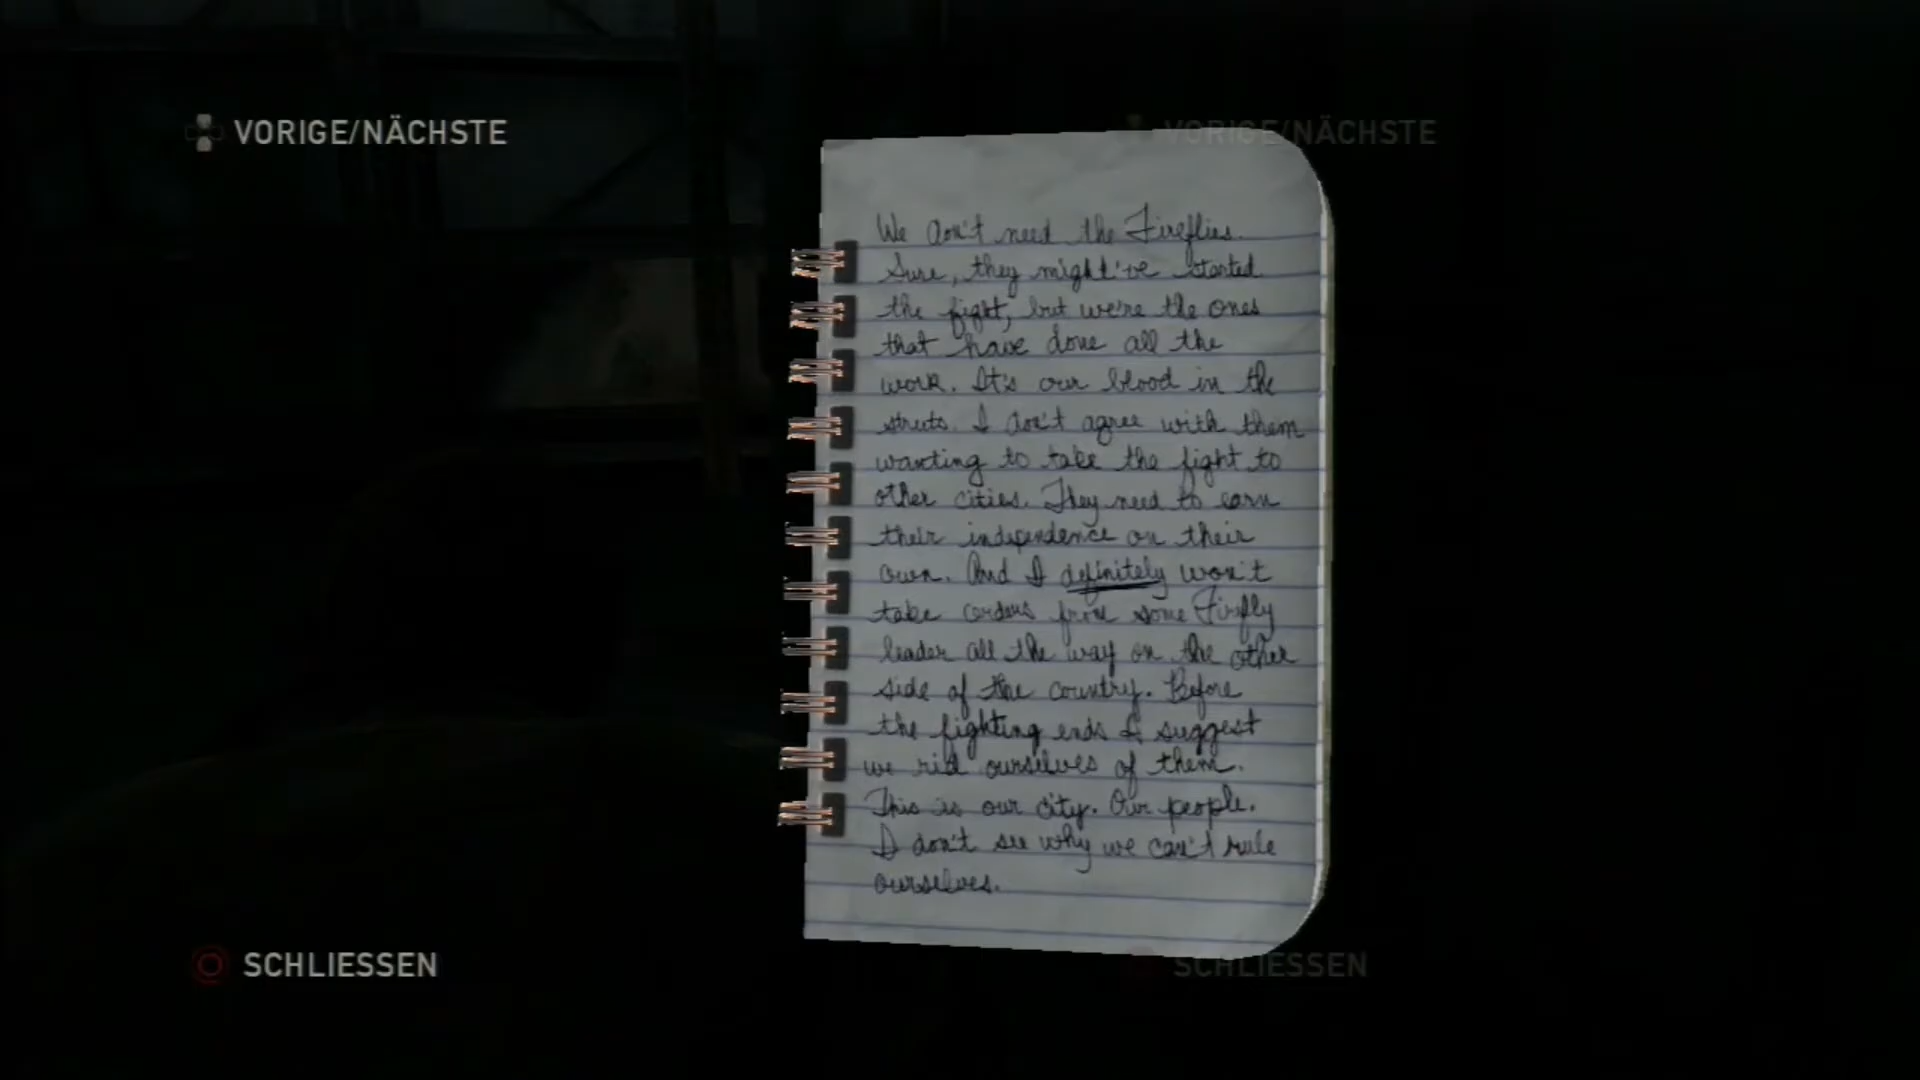 VORIGE/NÄCHSTE
VORIGE/NÄCHSTE
We don't need the Fireflies.
Sure, they might've started
the fight, but we're the ones
that have done all the
work. It's our blood in the
streets. I don't agree with them
wanting to take the fight to
other cities. They need to earn
their independence on their
own. And I definitely won't
take orders from some Firefly
leader all the way on the other
side of the country. Before
the fighting ends I suggest
we rid ourselves of them.
This is our city. Our people.
I don't see why we can't rule
ourselves.
SCHLIESSEN
SCHLIESSEN